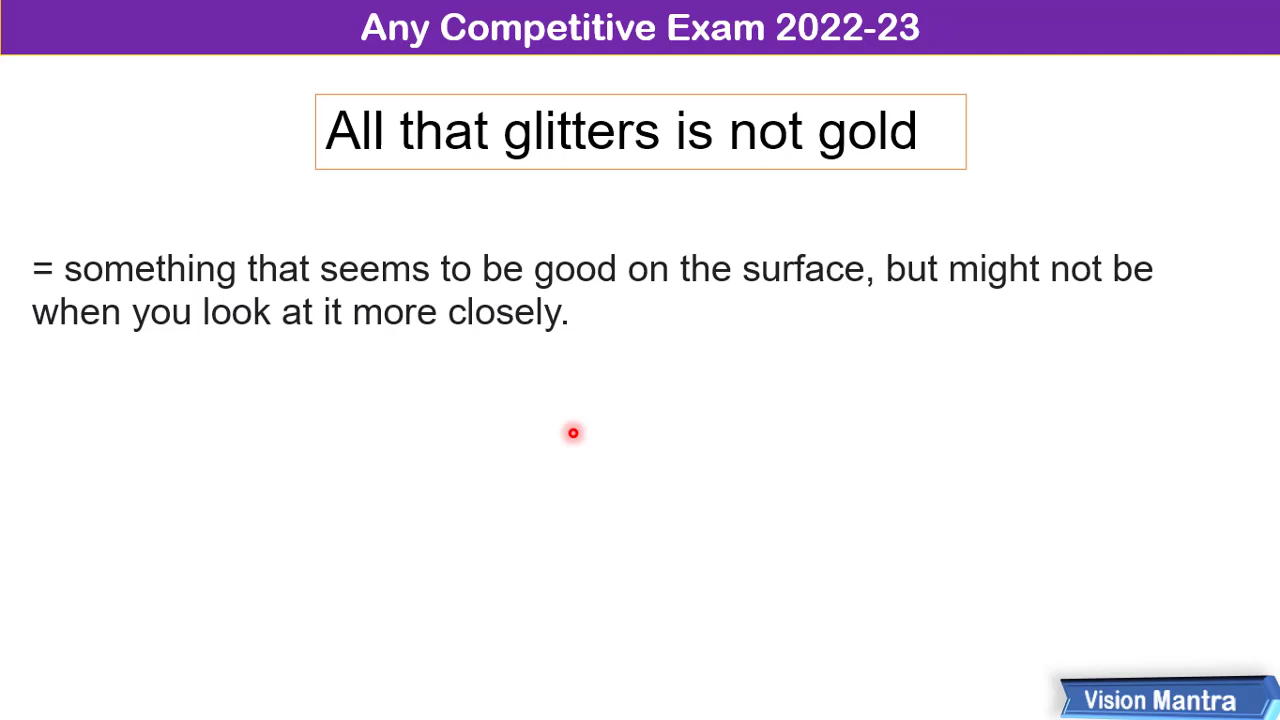 Any Competitive Exam 2022-23
All that glitters is not gold
= something that seems to be good on the surface, but might not be
when you look at it more closely.
Vision Mantra